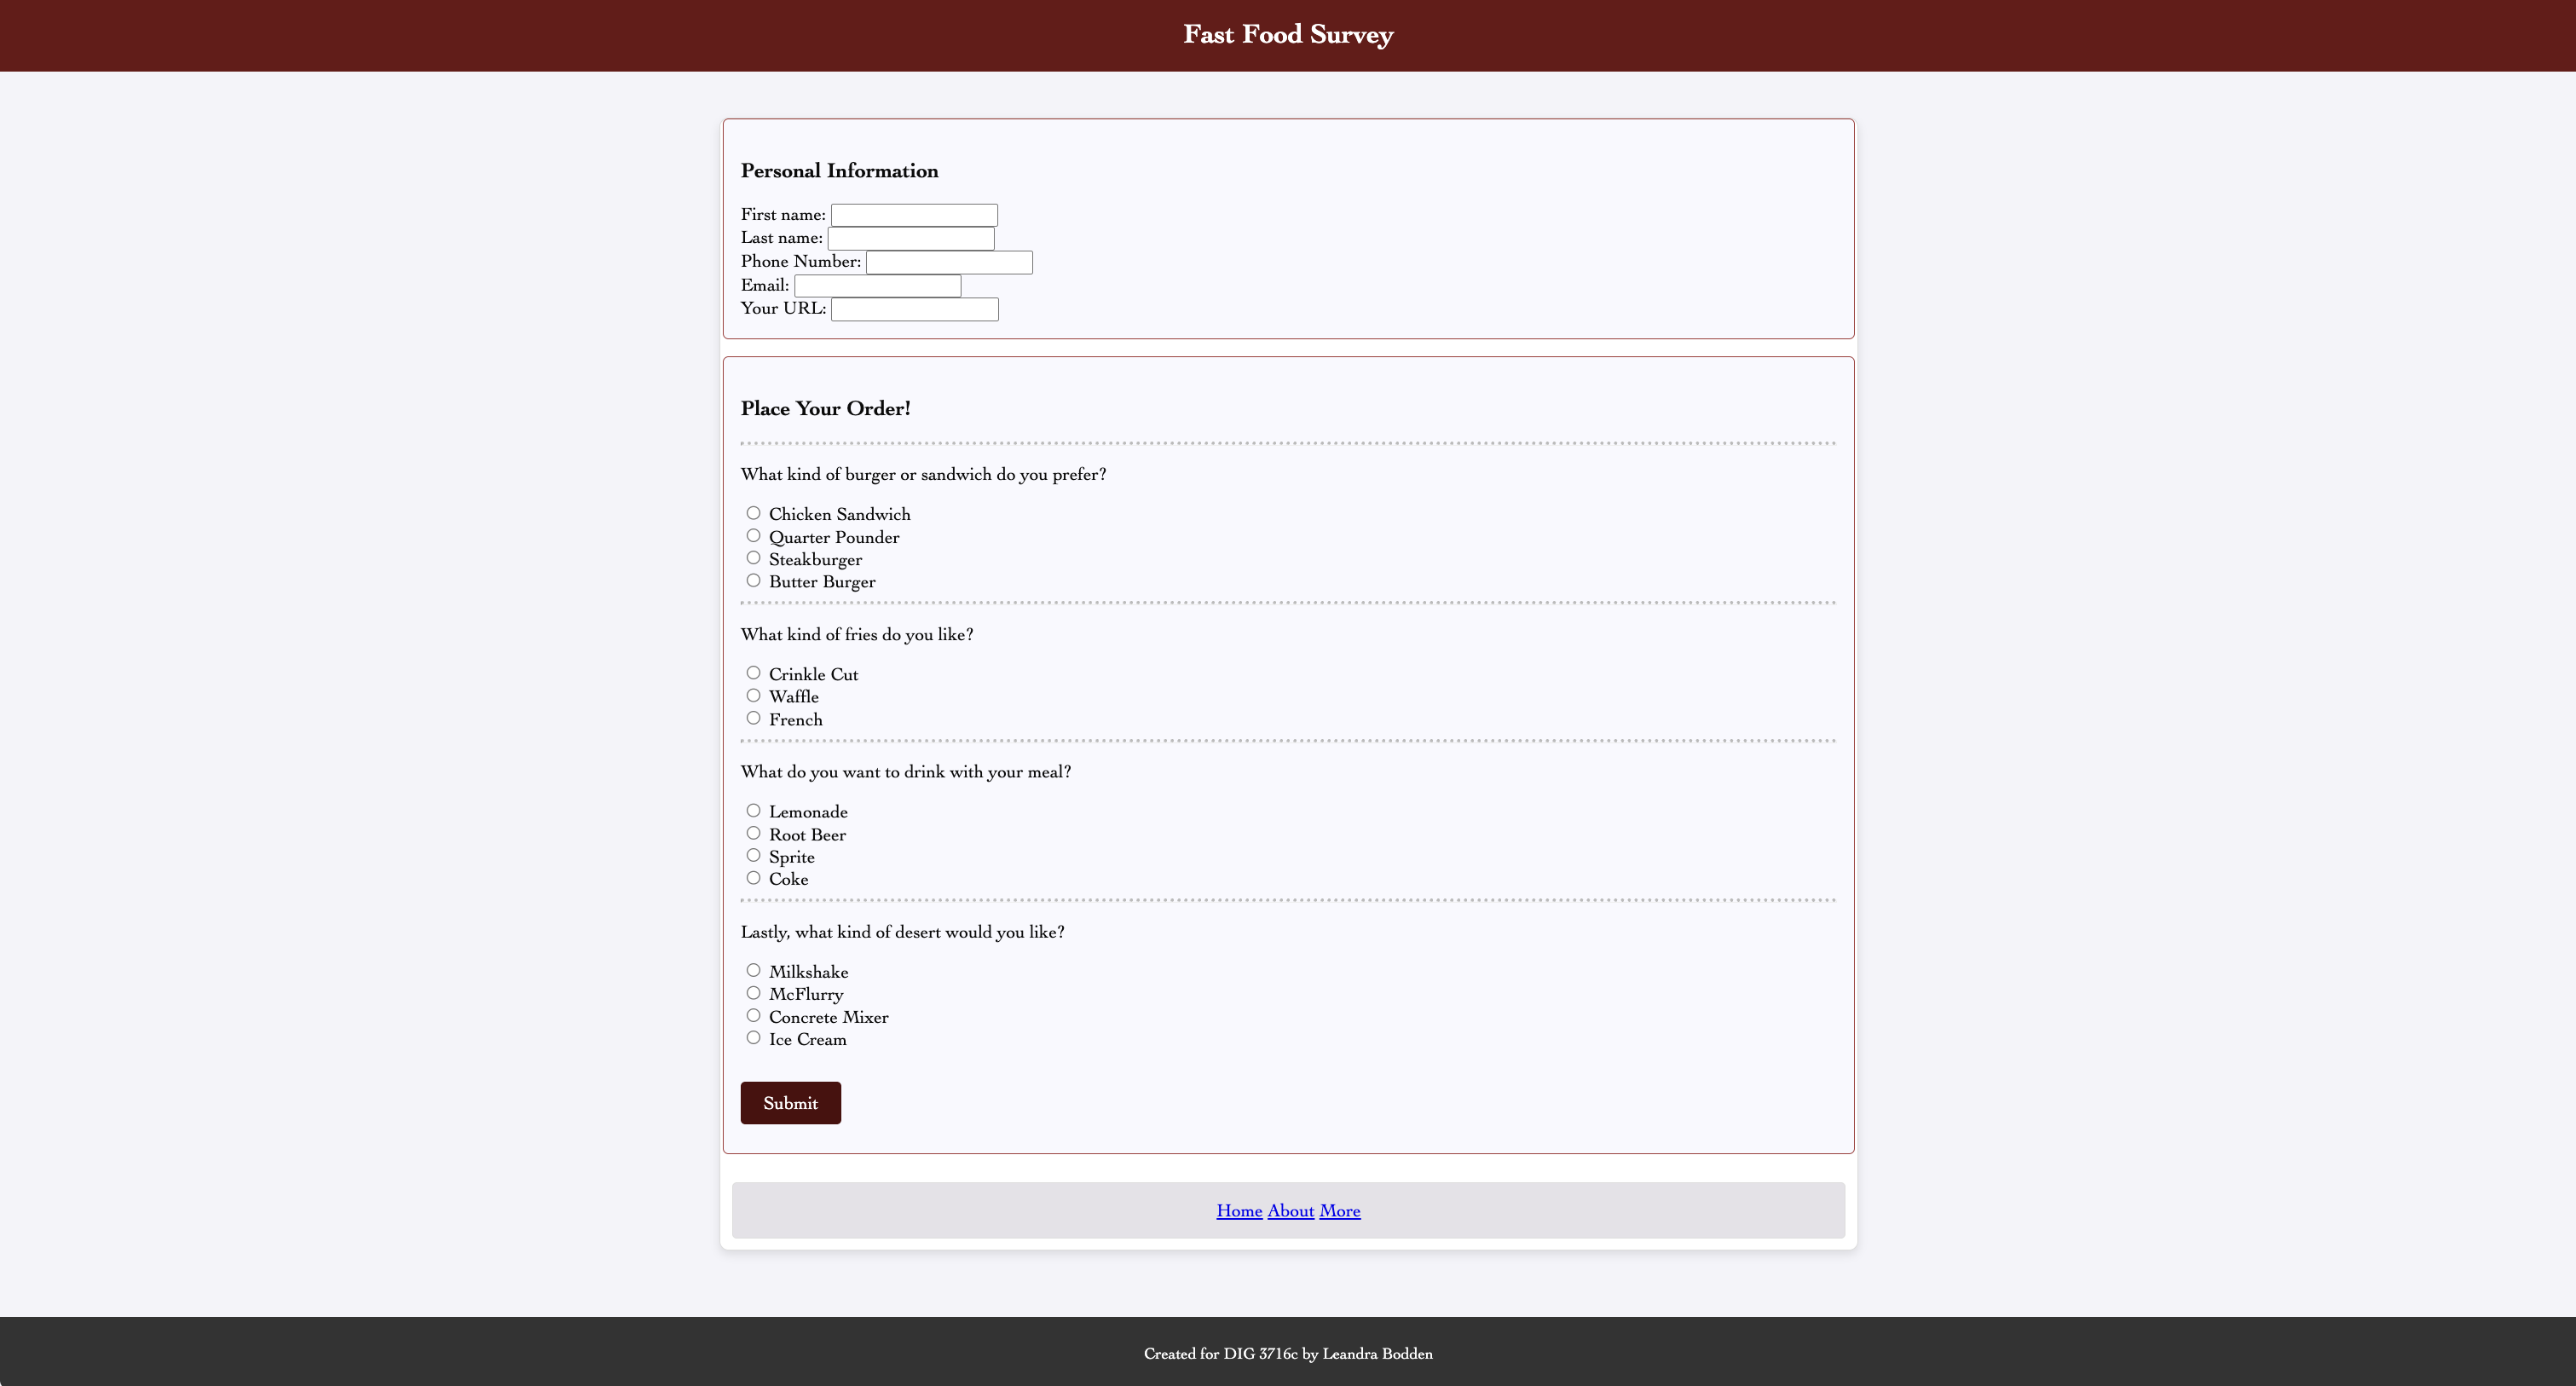 Fast Food Survey
Personal Information
First name:
Last name:
Phone Number:
Email:
Your URL:
Place Your Order!
What kind of burger or sandwich do you prefer?
Chicken Sandwich
Quarter Pounder
Steakburger
Butter Burger
What kind of fries do you like?
Crinkle Cut
Waffle
French
What do you want to drink with your meal?
Lemonade
Root Beer
Sprite
Coke
Lastly, what kind of desert would you like?
Milkshake
McFlurry
Concrete Mixer
Ice Cream
Submit
Home About More
Created for DIG 3716c by Leandra Bodden